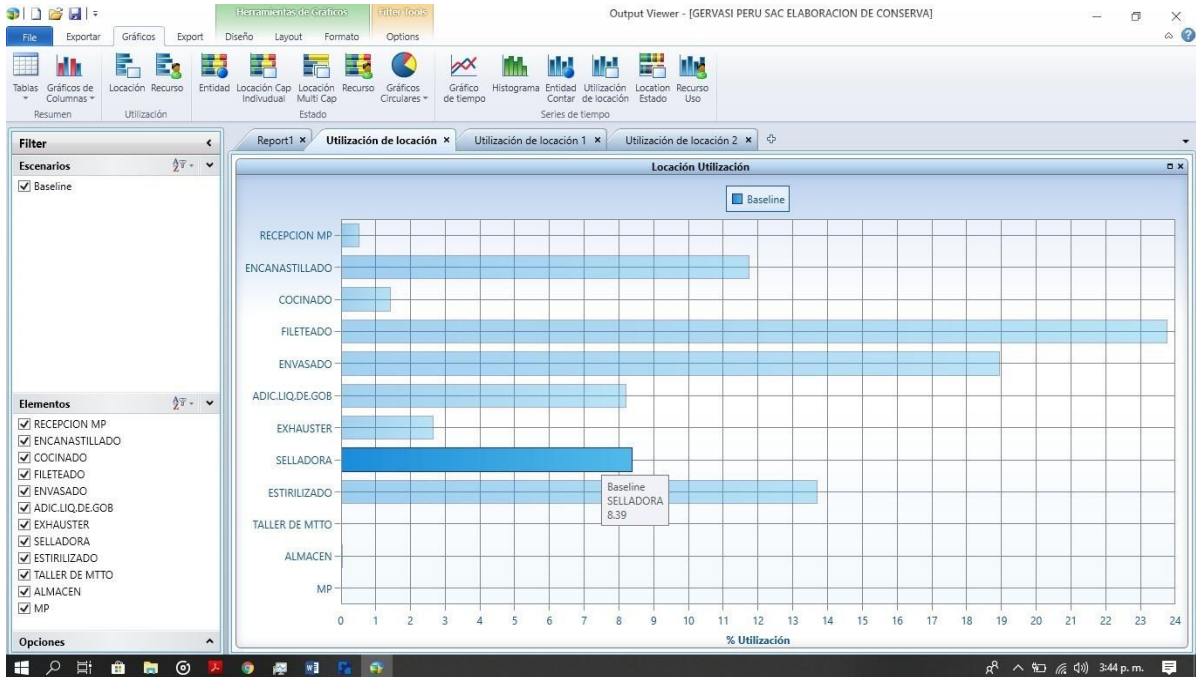 Herramientas de Gráficos
Filter Tools
Output Viewer - [GERVASI PERU SAC ELABORACION DE CONSERVA]
File Exportar Gráficos Export Diseño Layout Formato Options
Tablas
Gráficos de Columnas
Locación
Recurso
Entidad
Locación Cap Indivudual
Locación Multi Cap
Recurso
Gráficos Circulares
Gráfico de tiempo
Histograma
Entidad Contar
Utilización de locación
Location Estado
Recurso Uso
Resumen
Utilización
Estado
Series de tiempo
Filter
Escenarios
Baseline
Elementos
RECEPCION MP
ENCANASTILLADO
COCINADO
FILETEADO
ENVASADO
ADIC.LIQ.DE.GOB
EXHAUSTER
SELLADORA
ESTIRILIZADO
TALLER DE MTTO
ALMACEN
MP
Opciones
Report1
Utilización de locación
Utilización de locación 1
Utilización de locación 2
Locación Utilización
Baseline
RECEPCION MP
ENCANASTILLADO
COCINADO
FILETEADO
ENVASADO
ADIC.LIQ.DE.GOB
EXHAUSTER
SELLADORA
ESTIRILIZADO
TALLER DE MTTO
ALMACEN
MP
Baseline
SELLADORA
8.39
0 1 2 3 4 5 6 7 8 9 10 11 12 13 14 15 16 17 18 19 20 21 22 23 24
% Utilización
3:44 p. m.